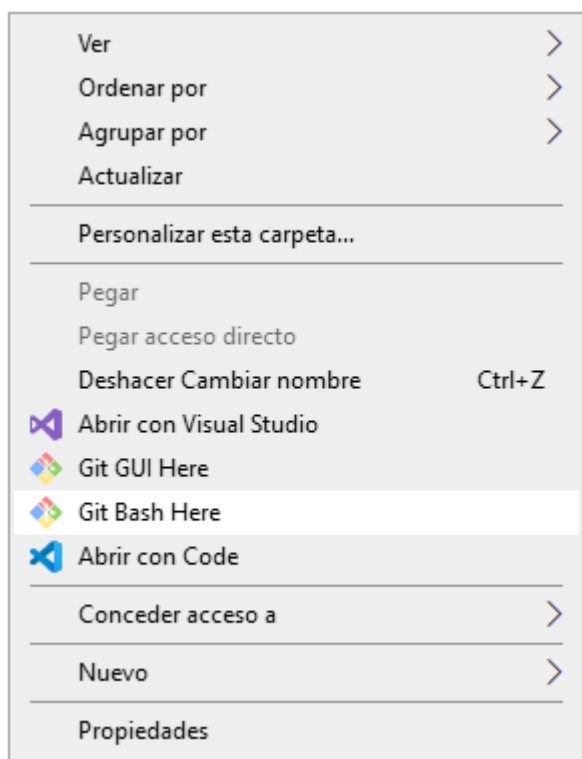 Ver
Ordenar por
Agrupar por
Actualizar
Personalizar esta carpeta...
Pegar
Pegar acceso directo
Deshacer Cambiar nombre Ctrl+Z
Abrir con Visual Studio
Git GUI Here
Git Bash Here
Abrir con Code
Conceder acceso a
Nuevo
Propiedades